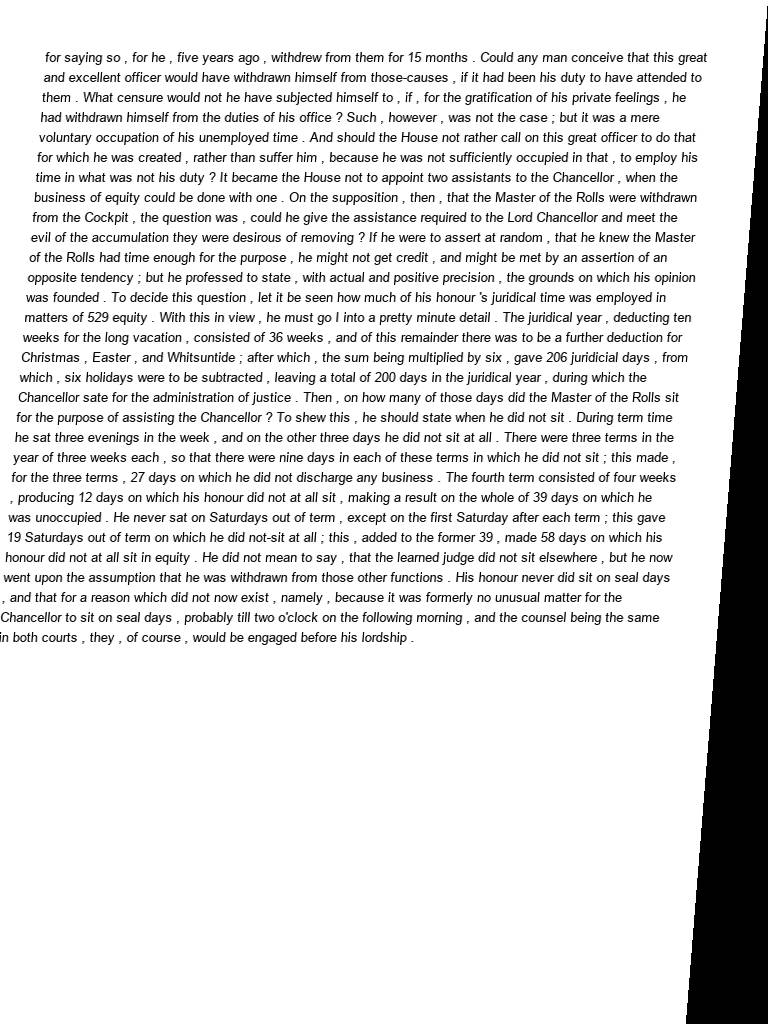 for saying so , for he , five years ago , withdrew from them for 15 months . Could any man conceive that this great
and excellent officer would have withdrawn himself from those-causes , if it had been his duty to have attended to
them . What censure would not he have subjected himself to , if , for the gratification of his private feelings , he
had withdrawn himself from the duties of his office ? Such , however , was not the case ; but it was a mere
voluntary occupation of his unemployed time . And should the House not rather call on this great officer to do that
for which he was created , rather than suffer him , because he was not sufficiently occupied in that , to employ his
time in what was not his duty ? It became the House not to appoint two assistants to the Chancellor , when the
business of equity could be done with one . On the supposition , then , that the Master of the Rolls were withdrawn
from the Cockpit , the question was , could he give the assistance required to the Lord Chancellor and meet the
evil of the accumulation they were desirous of removing ? If he were to assert at random , that he knew the Master
of the Rolls had time enough for the purpose , he might not get credit , and might be met by an assertion of an
opposite tendency ; but he professed to state , with actual and positive precision , the grounds on which his opinion
was founded . To decide this question , let it be seen how much of his honour 's juridical time was employed in
matters of 529 equity . With this in view , he must go I into a pretty minute detail . The juridical year , deducting ten
weeks for the long vacation , consisted of 36 weeks , and of this remainder there was to be a further deduction for
Christmas , Easter , and Whitsuntide ; after which , the sum being multiplied by six , gave 206 juridicial days , from
which , six holidays were to be subtracted , leaving a total of 200 days in the juridical year , during which the
Chancellor sate for the administration of justice . Then , on how many of those days did the Master of the Rolls sit
for the purpose of assisting the Chancellor ? To shew this , he should state when he did not sit . During term time
he sat three evenings in the week , and on the other three days he did not sit at all . There were three terms in the
year of three weeks each , so that there were nine days in each of these terms in which he did not sit ; this made ,
for the three terms , 27 days on which he did not discharge any business . The fourth term consisted of four weeks
, producing 12 days on which his honour did not at all sit , making a result on the whole of 39 days on which he
was unoccupied . He never sat on Saturdays out of term , except on the first Saturday after each term ; this gave
19 Saturdays out of term on which he did not-sit at all ; this , added to the former 39 , made 58 days on which his
honour did not at all sit in equity . He did not mean to say , that the learned judge did not sit elsewhere , but he now
went upon the assumption that he was withdrawn from those other functions . His honour never did sit on seal days
, and that for a reason which did not now exist , namely , because it was formerly no unusual matter for the
Chancellor to sit on seal days , probably till two o'clock on the following morning , and the counsel being the same
in both courts , they , of course , would be engaged before his lordship .